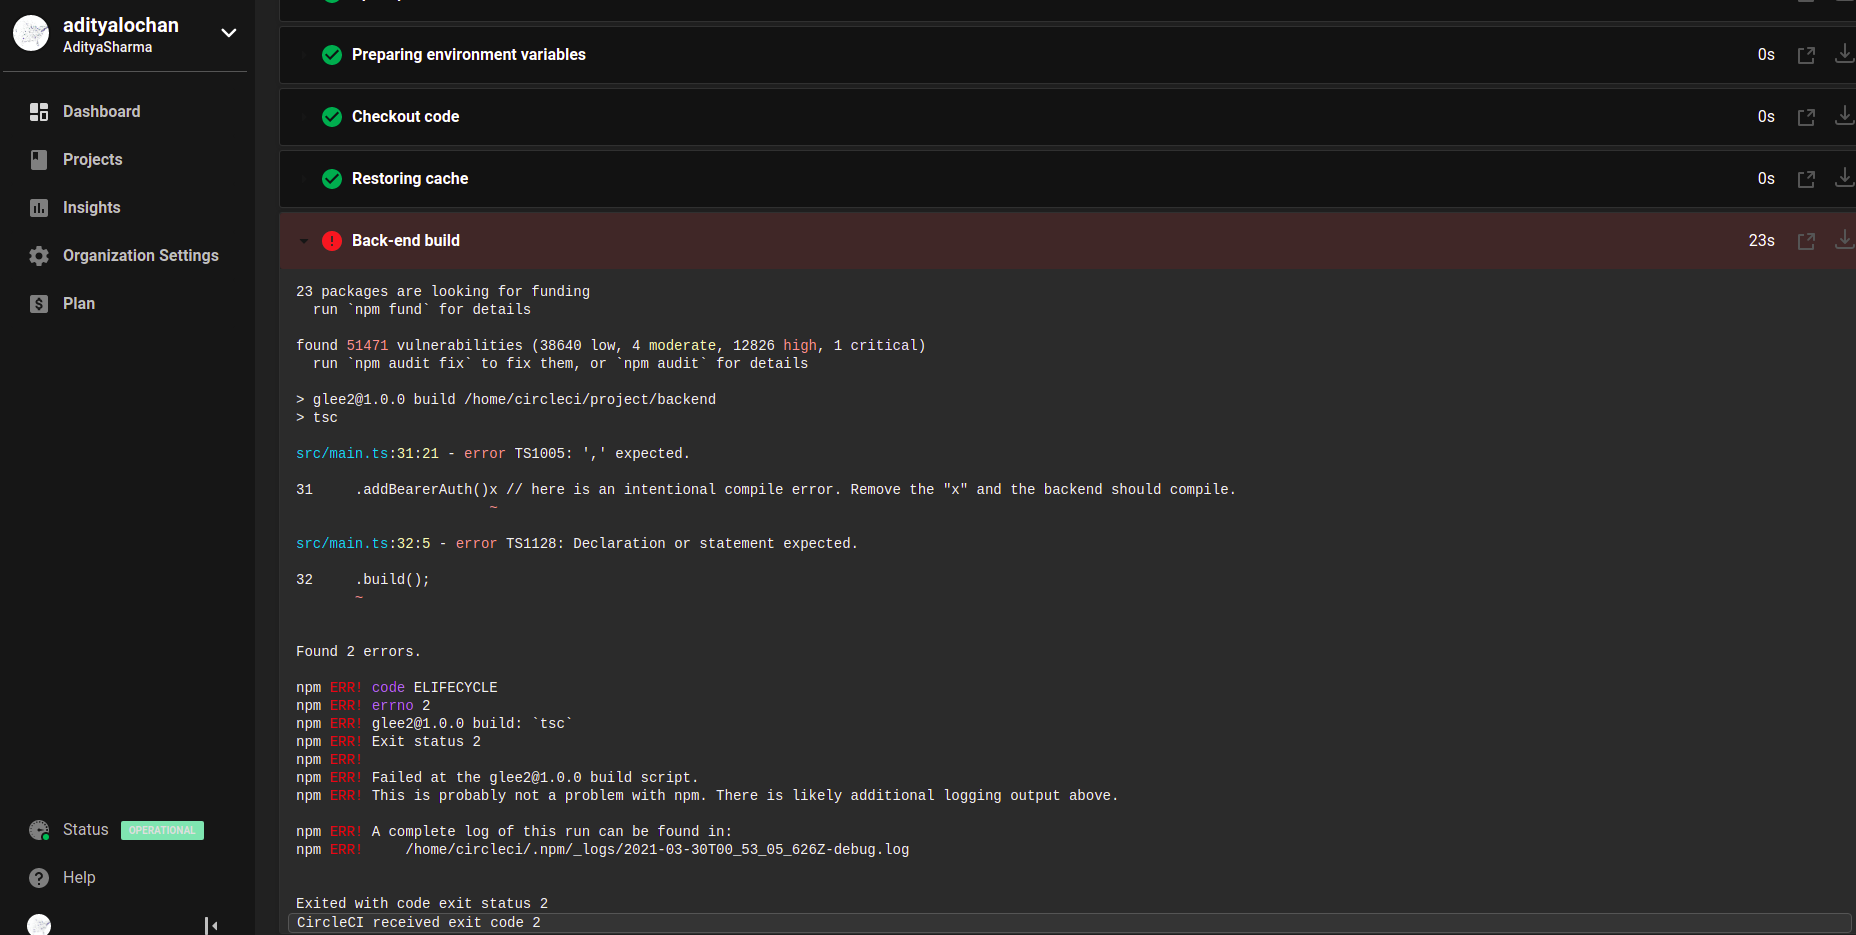 adityalochan
AdityaSharma
Dashboard
Projects
Insights
Organization Settings
Plan
Status OPERATIONAL
Help
Preparing environment variables 0s
Checkout code 0s
Restoring cache 0s
Back-end build 23s
23 packages are looking for funding
run `npm fund` for details
found 51471 vulnerabilities (38640 low, 4 moderate, 12826 high, 1 critical)
run `npm audit fix` to fix them, or `npm audit` for details
> glee2@1.0.0 build /home/circleci/project/backend
> tsc
src/main.ts:31:21 - error TS1005: ',' expected.
31     .addBearerAuth()x // here is an intentional compile error. Remove the "x" and the backend should compile.
~
src/main.ts:32:5 - error TS1128: Declaration or statement expected.
32     .build();
~
Found 2 errors.
npm ERR! code ELIFECYCLE
npm ERR! errno 2
npm ERR! glee2@1.0.0 build: `tsc`
npm ERR! Exit status 2
npm ERR!
npm ERR! Failed at the glee2@1.0.0 build script.
npm ERR! This is probably not a problem with npm. There is likely additional logging output above.
npm ERR! A complete log of this run can be found in:
npm ERR!     /home/circleci/.npm/_logs/2021-03-30T00_53_05_626Z-debug.log
Exited with code exit status 2
CircleCI received exit code 2